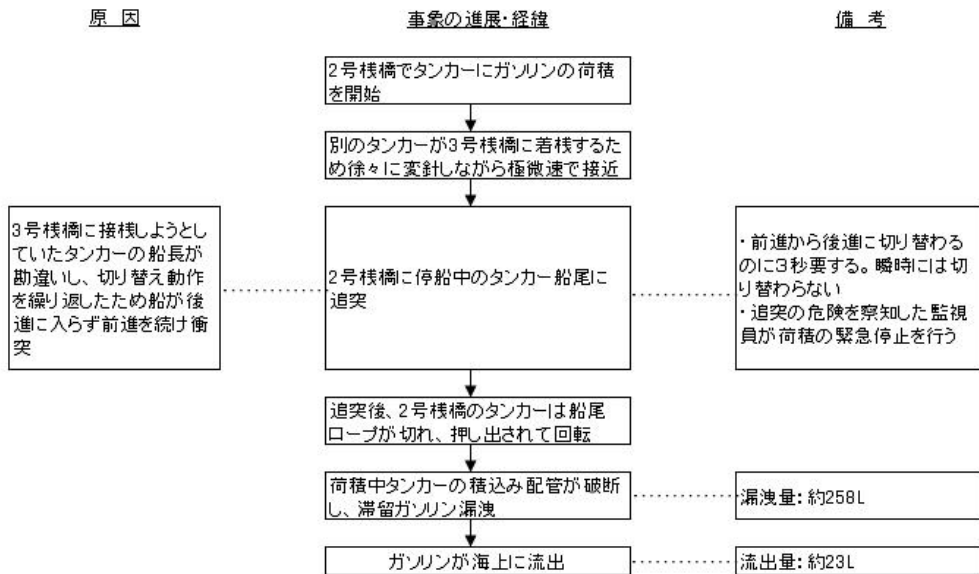 原 因
事象の進展・経緯
備考
2号桟橋でタンカーにガソリンの荷積
を開始
別のタンカーが3号桟橋に着桟するた
め徐々に変針しながら極微速で接近
3号桟橋に接桟しようとし
ていたタンカーの船長が
勘違いし、切り替え動作
を繰り返したため船が後
進に入らず前進を続け衝
突
2号桟橋に停船中のタンカー船尾に
追突
・前進から後進に切り替わる
のに3秒要する。瞬時には切
り替わらない
・追突の危険を察知した監視
員が荷積の緊急停止を行う
追突後、2号桟橋のタンカーは船尾
ロープが切れ、押し出されて回転
荷積中タンカーの積込み配管が破断
し、滞留ガソリン漏洩
漏洩量：約258L
ガソリンが海上に流出
流出量：約23L